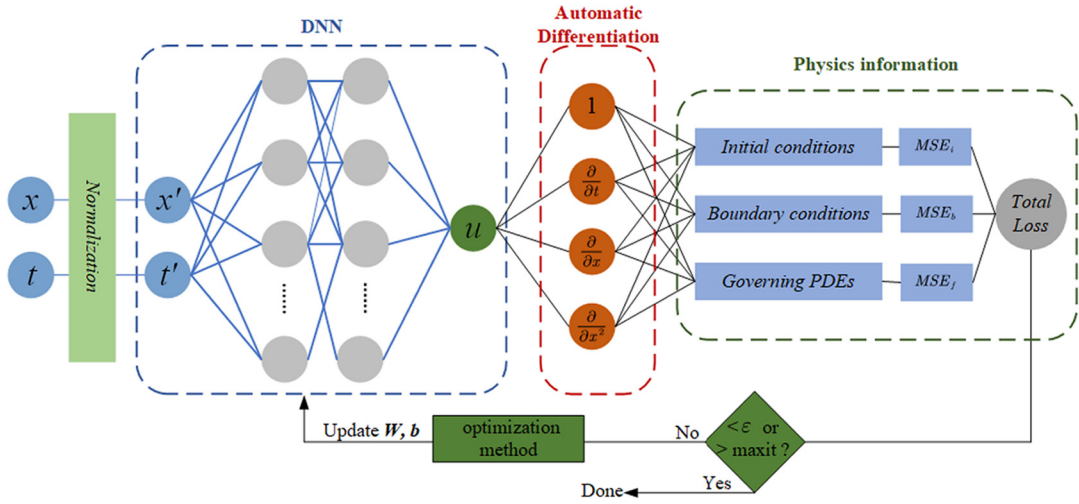 DNN
Automatic
Differentiation
Physics information
x
t
Normalization
x′
t′
......
......
u
1
∂/∂t
∂/∂x
∂/∂x²
Initial conditions
MSEᵢ
Boundary conditions
MSE_b
Governing PDEs
MSE_f
Total
Loss
Update W, b
optimization
method
No
< ε or
> maxit ?
Yes
Done